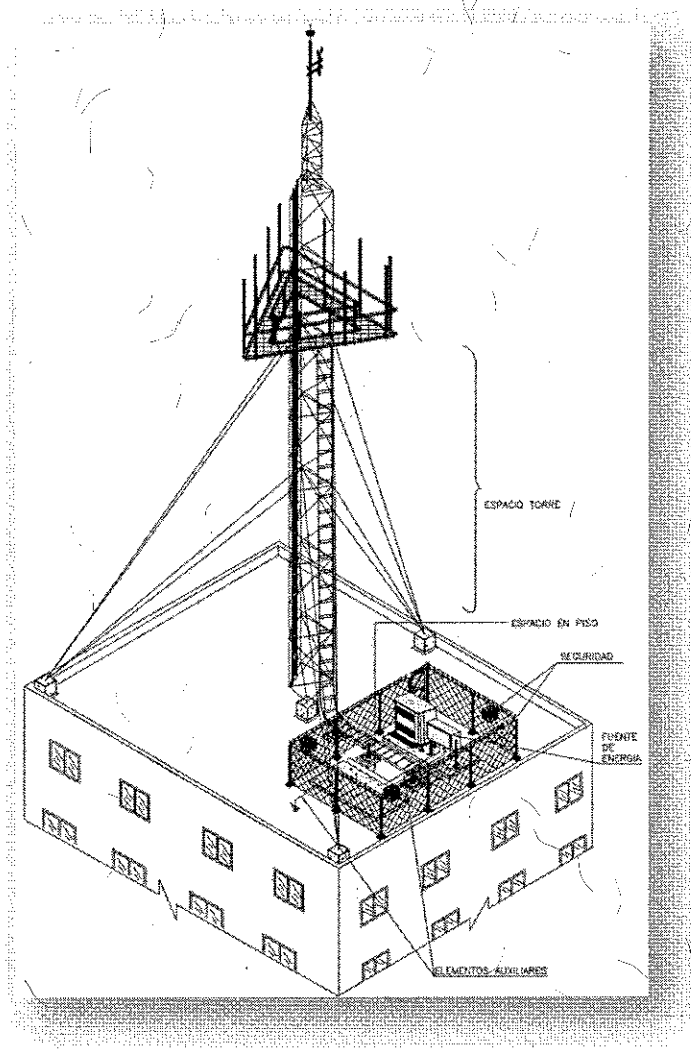 ESPACIO TORRE
ESPACIO EN PISO
SEGURIDAD
FUENTE
DE
ENERGIA
ELEMENTOS AUXILIARES